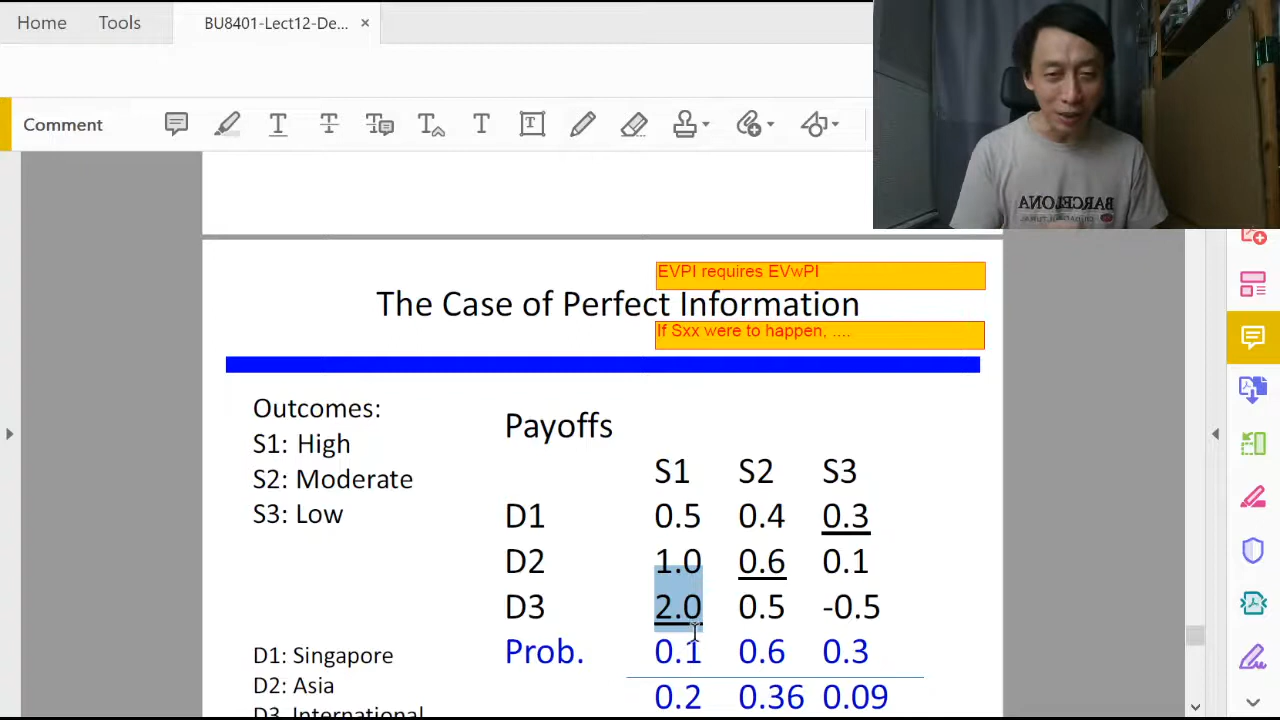 Home Tools BU8401-Lect12-De... ×
Comment
EVPI requires EVwPI
The Case of Perfect Information
If Sxx were to happen, ....
Outcomes:
S1: High
S2: Moderate
S3: Low
Payoffs
S1 S2 S3
D1 0.5 0.4 0.3
D2 1.0 0.6 0.1
D3 2.0 0.5 -0.5
Prob. 0.1 0.6 0.3
0.2 0.36 0.09
D1: Singapore
D2: Asia
D3: International
BARCELONA